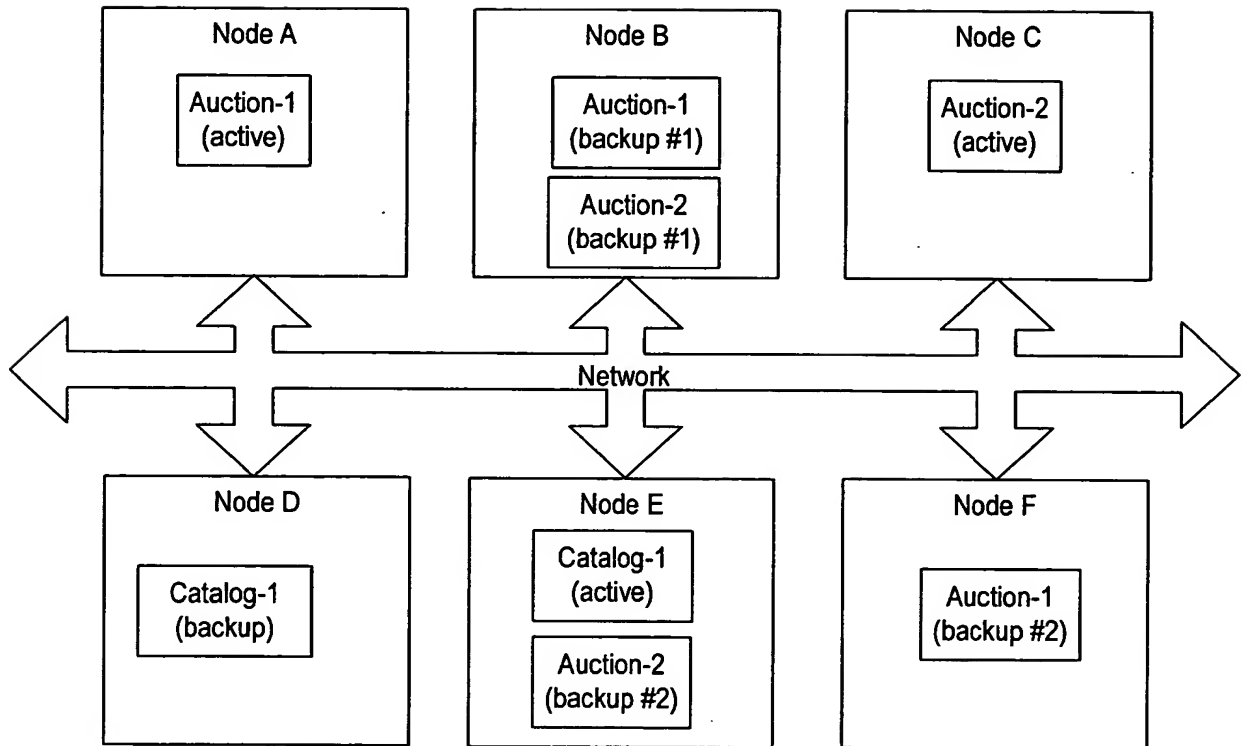 Node A
Auction-1
(active)
Node B
Auction-1
(backup #1)
Auction-2
(backup #1)
Node C
Auction-2
(active)
Network
Node D
Catalog-1
(backup)
Node E
Catalog-1
(active)
Auction-2
(backup #2)
Node F
Auction-1
(backup #2)